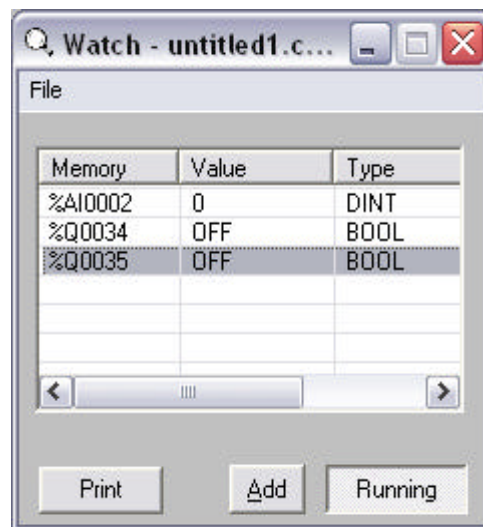 Watch - untitled1.c...
File
Memory Value Type
%AI0002 0 DINT
%Q0034 OFF BOOL
%Q0035 OFF BOOL
Print Add Running